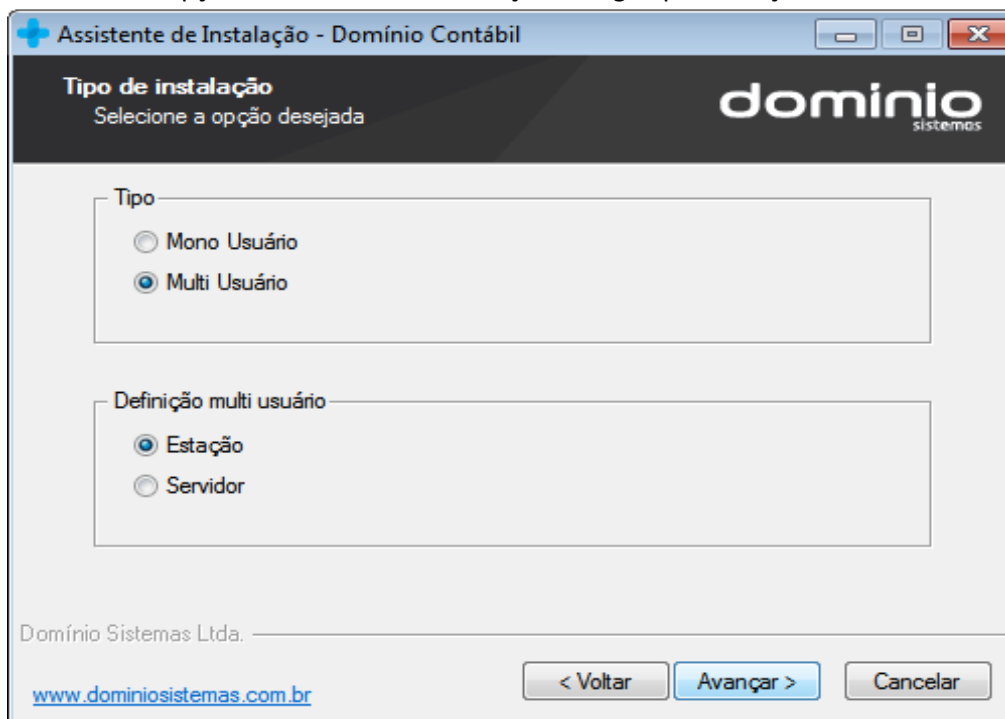 Assistente de Instalação - Domínio Contábil
Tipo de instalação
Selecione a opção desejada
domínio
sistemas
Tipo
Mono Usuário
Multi Usuário
Definição multi usuário
Estação
Servidor
Domínio Sistemas Ltda.
www.dominiosistemas.com.br
< Voltar
Avançar >
Cancelar